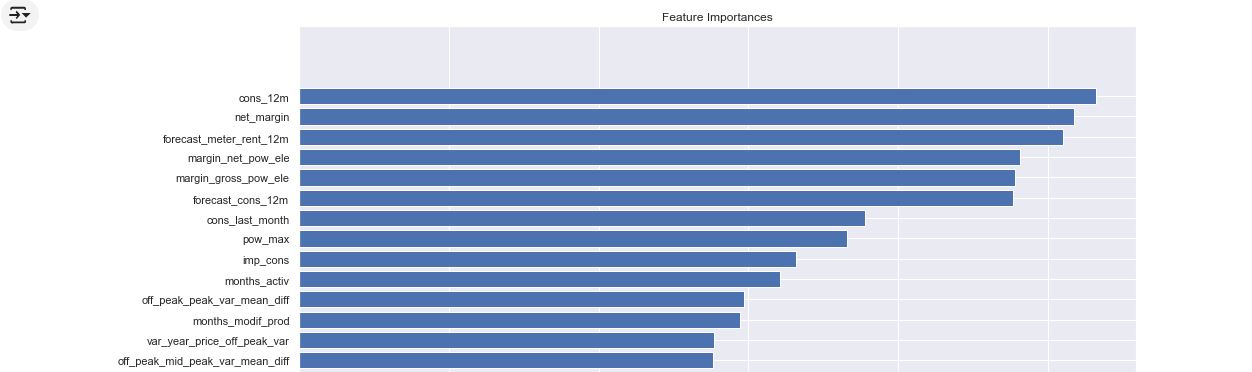 Feature Importances
cons_12m
net_margin
forecast_meter_rent_12m
margin_net_pow_ele
margin_gross_pow_ele
forecast_cons_12m
cons_last_month
pow_max
imp_cons
months_activ
off_peak_peak_var_mean_diff
months_modif_prod
var_year_price_off_peak_var
off_peak_mid_peak_var_mean_diff